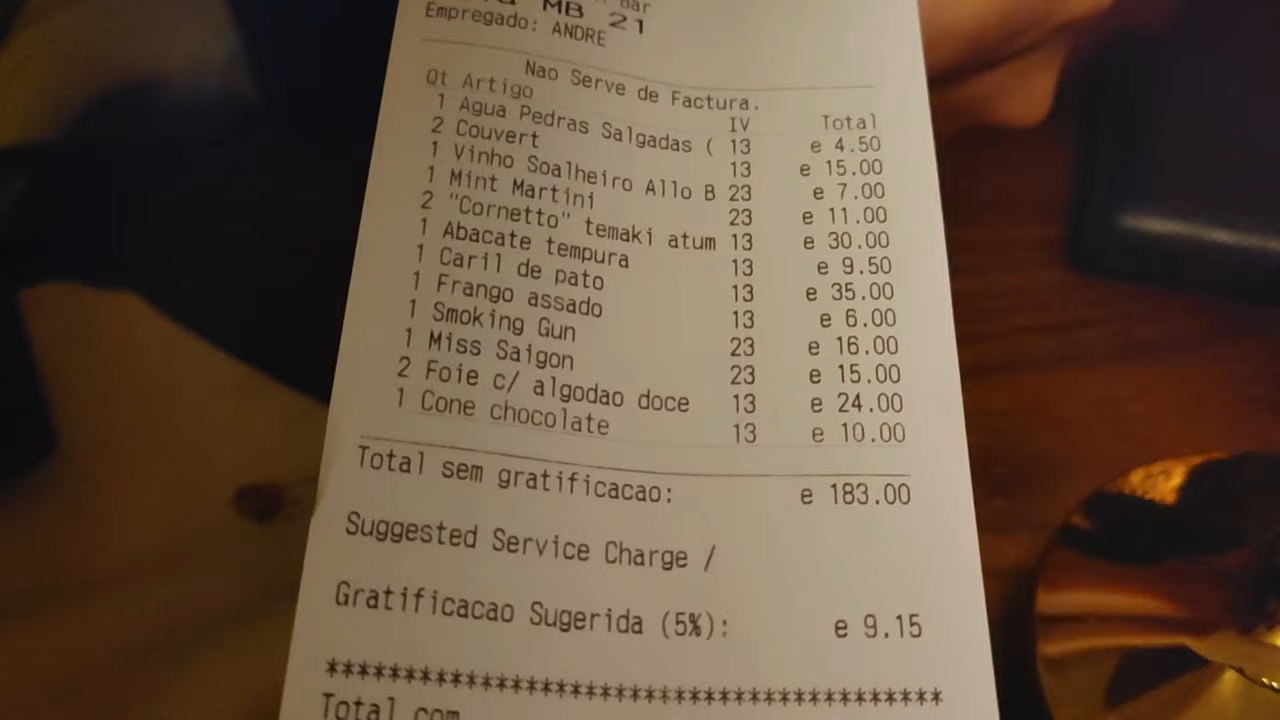 Bar
MB 21
Empregado: ANDRE
Nao Serve de Factura.
Qt Artigo IV Total
1 Agua Pedras Salgadas ( 13 e 4.50
2 Couvert 13 e 15.00
1 Vinho Soalheiro Allo B 23 e 7.00
1 Mint Martini 23 e 11.00
2 "Cornetto" temaki atum 13 e 30.00
1 Abacate tempura 13 e 9.50
1 Caril de pato 13 e 35.00
1 Frango assado 13 e 6.00
1 Smoking Gun 23 e 16.00
1 Miss Saigon 23 e 15.00
2 Foie c/ algodao doce 13 e 24.00
1 Cone chocolate 13 e 10.00
Total sem gratificacao: e 183.00
Suggested Service Charge /
Gratificacao Sugerida (5%): e 9.15
****************************************
Total com